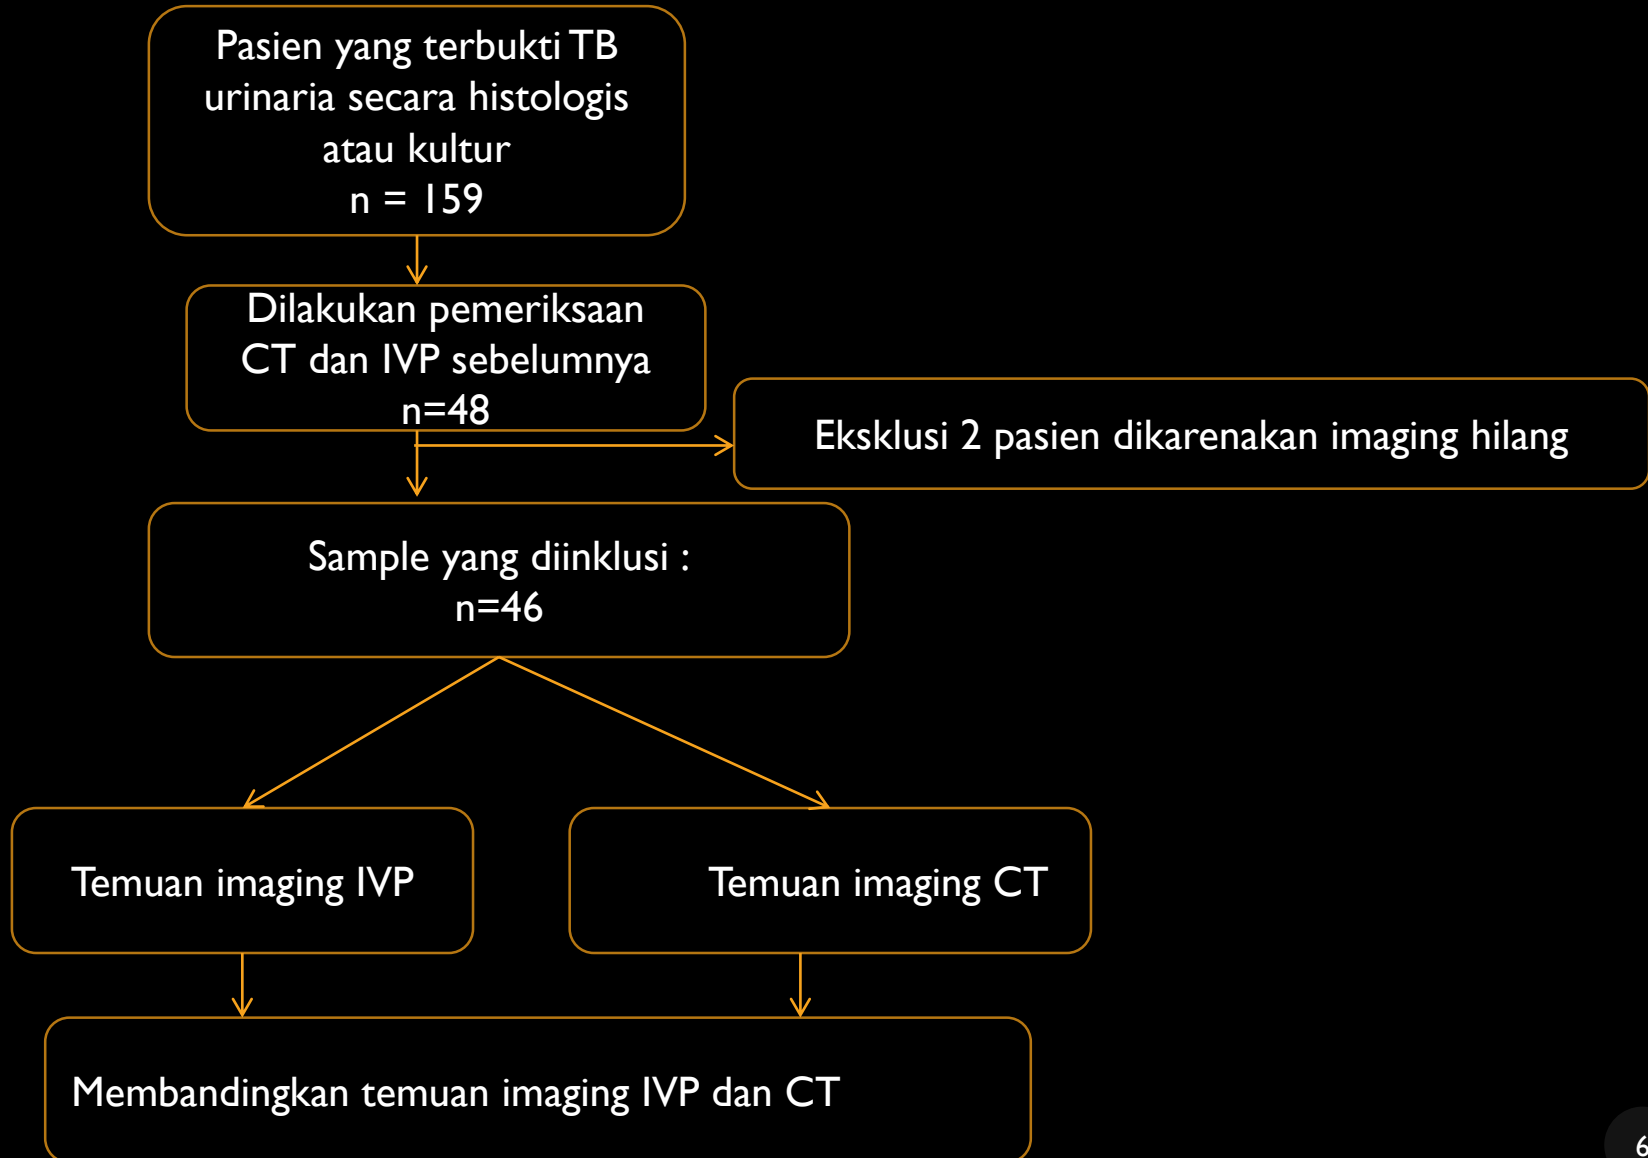 Pasien yang terbukti TB
urinaria secara histologis
atau kultur
n = 159
Dilakukan pemeriksaan
CT dan IVP sebelumnya
n=48
Eksklusi 2 pasien dikarenakan imaging hilang
Sample yang diinklusi :
n=46
Temuan imaging IVP
Temuan imaging CT
Membandingkan temuan imaging IVP dan CT
6